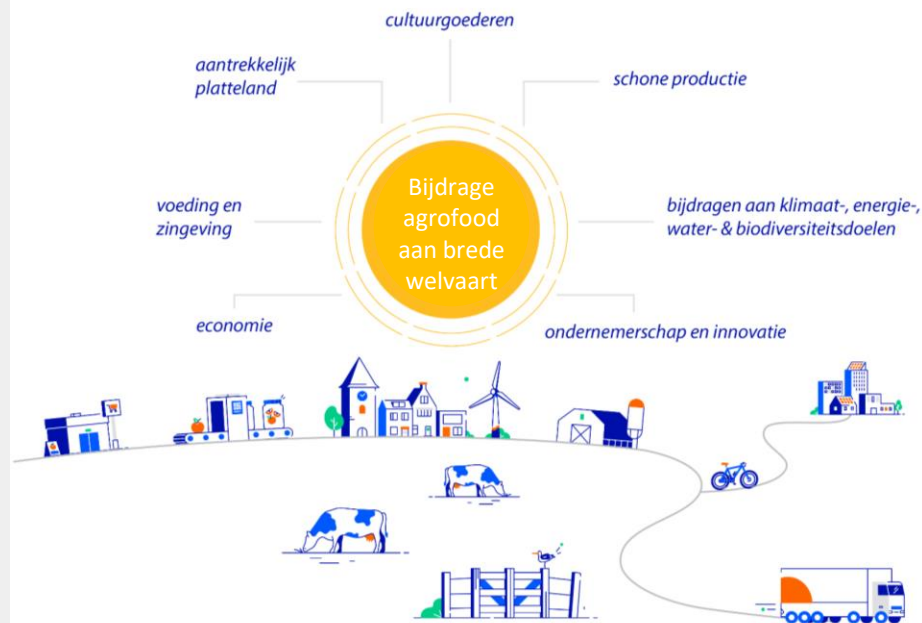 cultuurgoederen
aantrekkelijk
platteland
schone productie
Bijdrage
agrofood
aan brede
welvaart
voeding en
zingeving
bijdragen aan klimaat-, energie-,
water- & biodiversiteitsdoelen
economie
ondernemerschap en innovatie